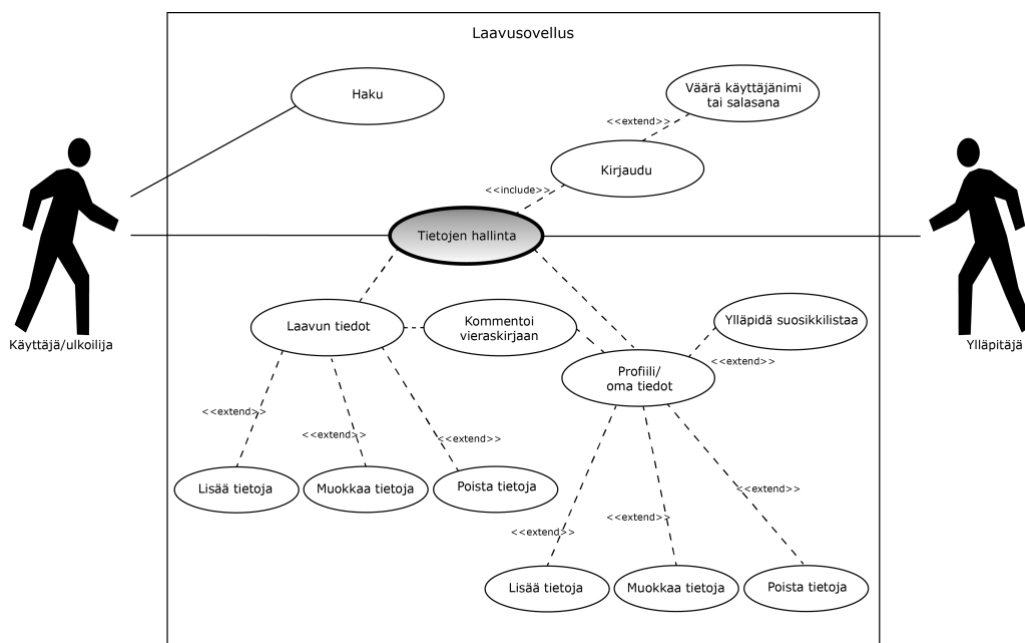 Laavusovellus
Haku
Väärä käyttäjänimi
tai salasana
<<extend>>
Kirjaudu
<<include>>
Tietojen hallinta
Käyttäjä/ulkoilija
Ylläpitäjä
Laavun tiedot
Kommentoi
vieraskirjaan
Ylläpidä suosikkilistaa
<<extend>>
Profiili/
oma tiedot
<<extend>>
<<extend>>
<<extend>>
Lisää tietoja
Muokkaa tietoja
Poista tietoja
<<extend>>
<<extend>>
<<extend>>
Lisää tietoja
Muokkaa tietoja
Poista tietoja